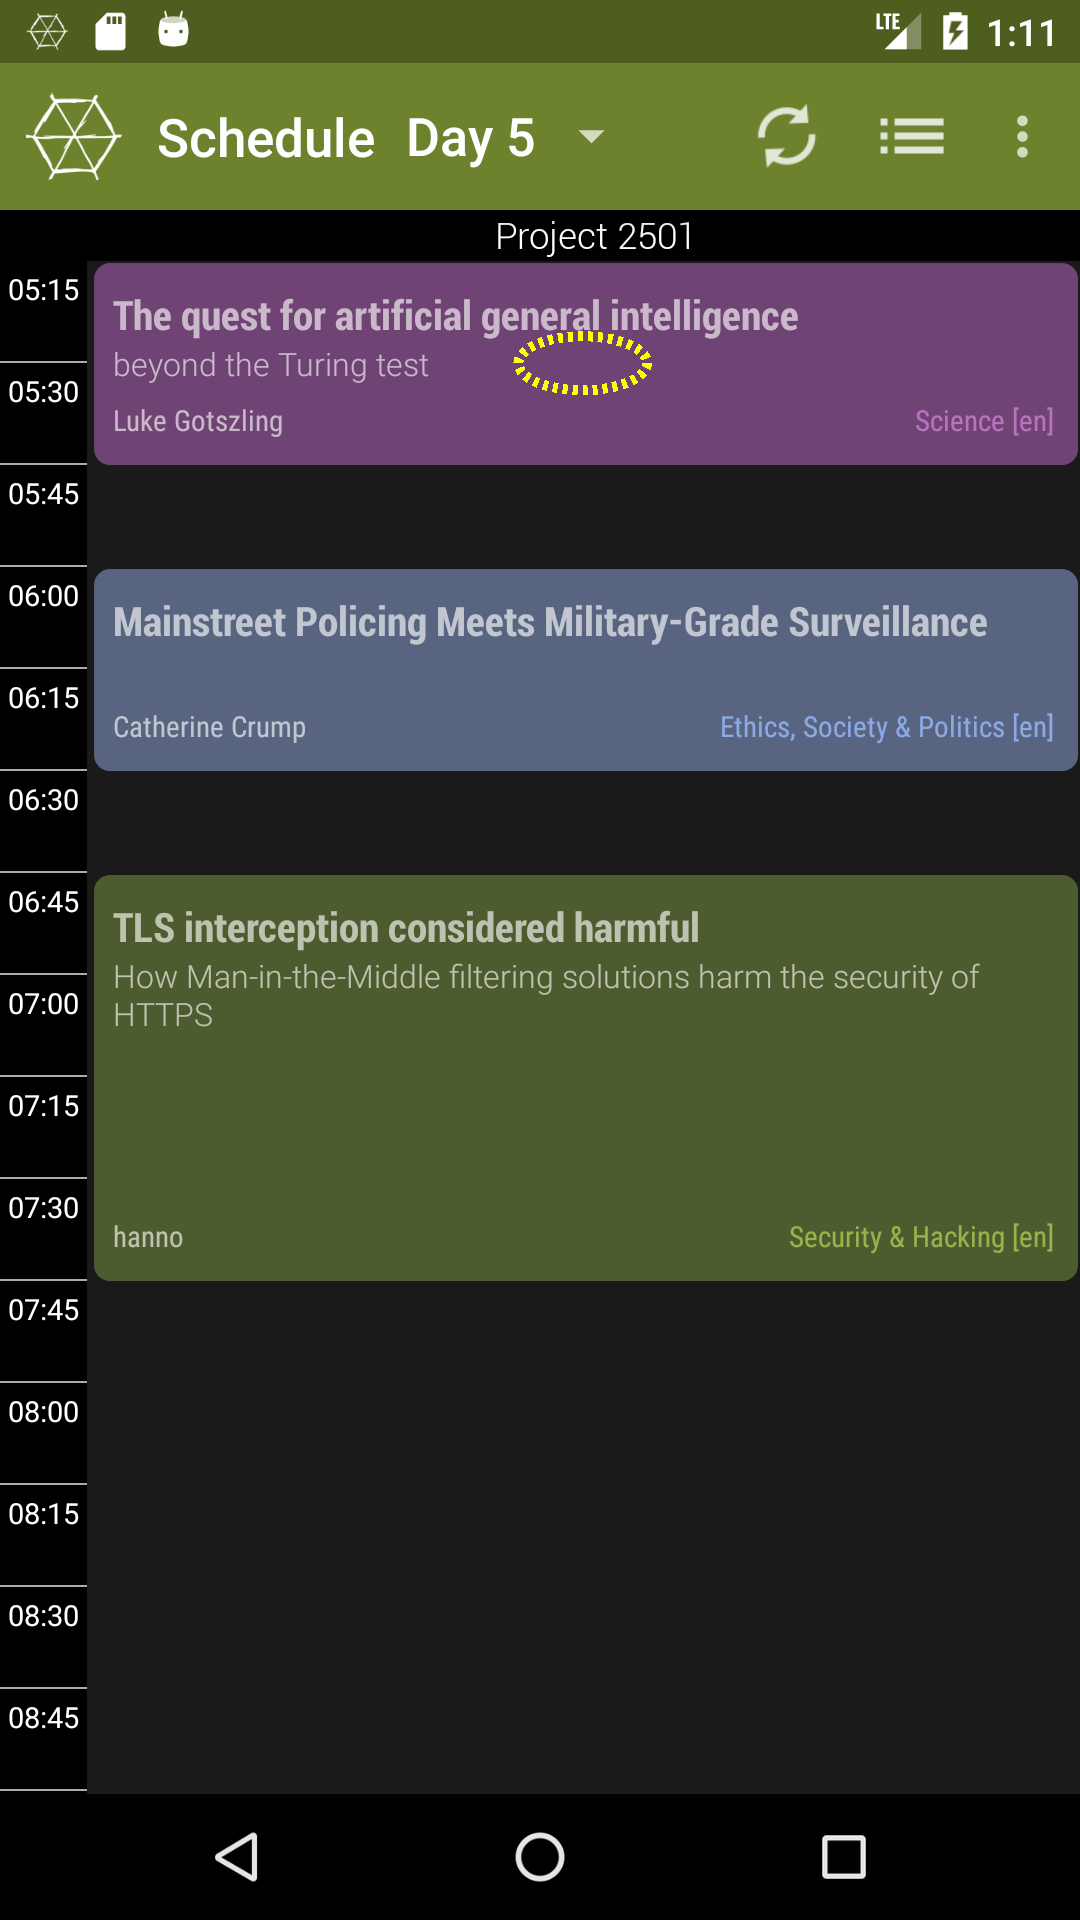 LTE 1:11
Schedule Day 5
Project 2501
05:15
The quest for artificial general intelligence
beyond the Turing test
05:30
Luke Gotszling Science [en]
05:45
06:00
Mainstreet Policing Meets Military-Grade Surveillance
06:15
Catherine Crump Ethics, Society & Politics [en]
06:30
06:45
TLS interception considered harmful
How Man-in-the-Middle filtering solutions harm the security of
HTTPS
07:00
07:15
07:30
hanno Security & Hacking [en]
07:45
08:00
08:15
08:30
08:45